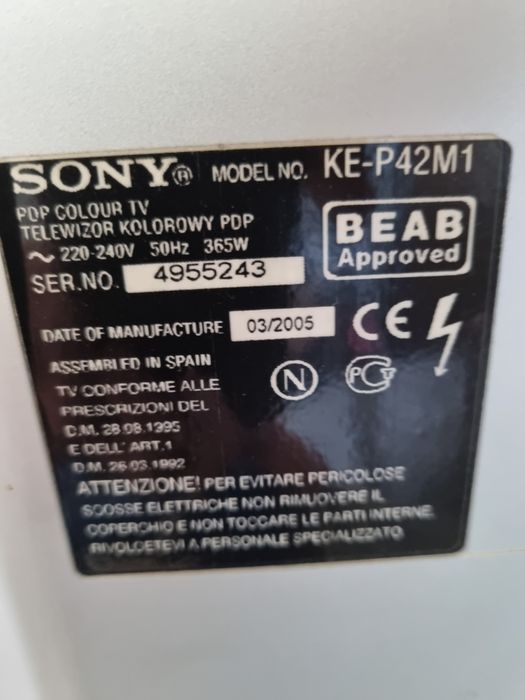 SONY® MODEL NO. KE-P42M1
PDP COLOUR TV
TELEWIZOR KOLOROWY PDP
~ 220-240V 50Hz 365W
SER.NO. 4955243
BEAB
Approved
DATE OF MANUFACTURE 03/2005
CE
ASSEMBLED IN SPAIN
N
PCT
TV CONFORME ALLE
PRESCRIZIONI DEL
D.M. 28.08.1995
E DELL' ART.1
D.M. 26.03.1992
ATTENZIONE! PER EVITARE PERICOLOSE
SCOSSE ELETTRICHE NON RIMUOVERE IL
COPERCHIO E NON TOCCARE LE PARTI INTERNE.
RIVOLGETEVI A PERSONALE SPECIALIZZATO